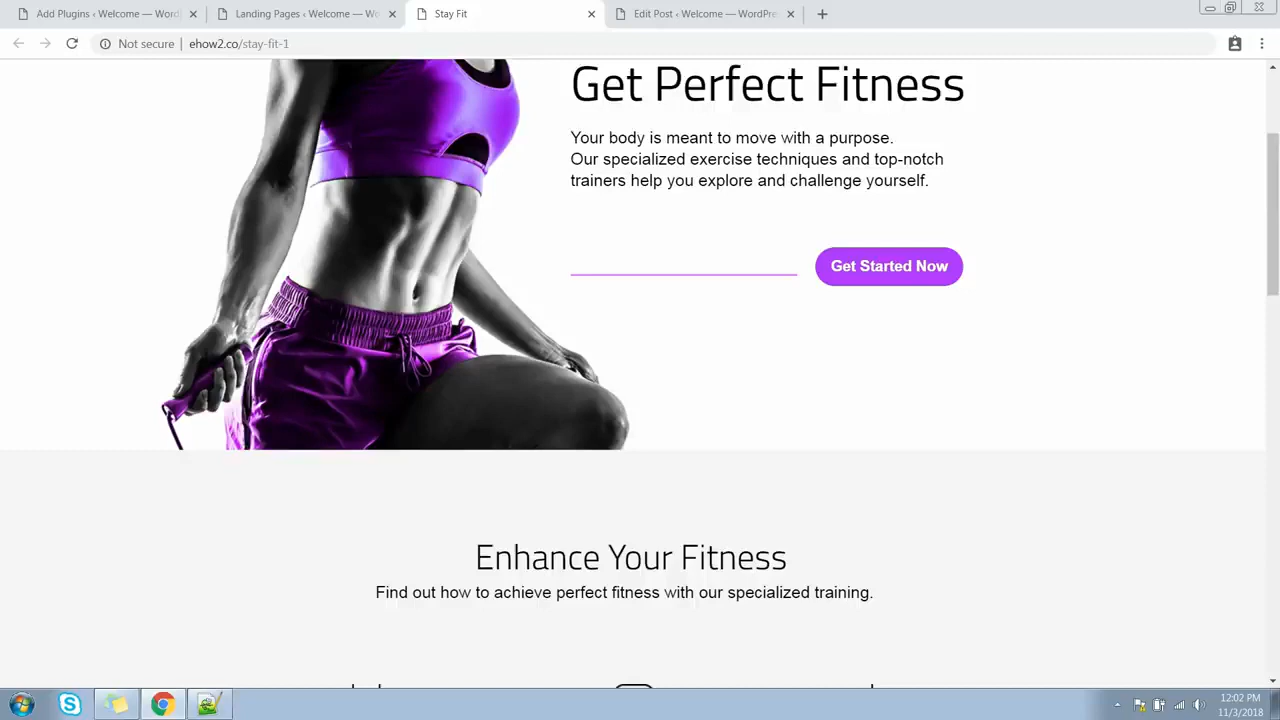 Add Plugins ‹ Welcome — Word
Landing Pages ‹ Welcome — Wo
Stay Fit
Edit Post ‹ Welcome — WordPre
Not secure
ehow2.co/stay-fit-1
Get Perfect Fitness
Your body is meant to move with a purpose.
Our specialized exercise techniques and top-notch
trainers help you explore and challenge yourself.
Get Started Now
Enhance Your Fitness
Find out how to achieve perfect fitness with our specialized training.
12:02 PM
11/3/2018